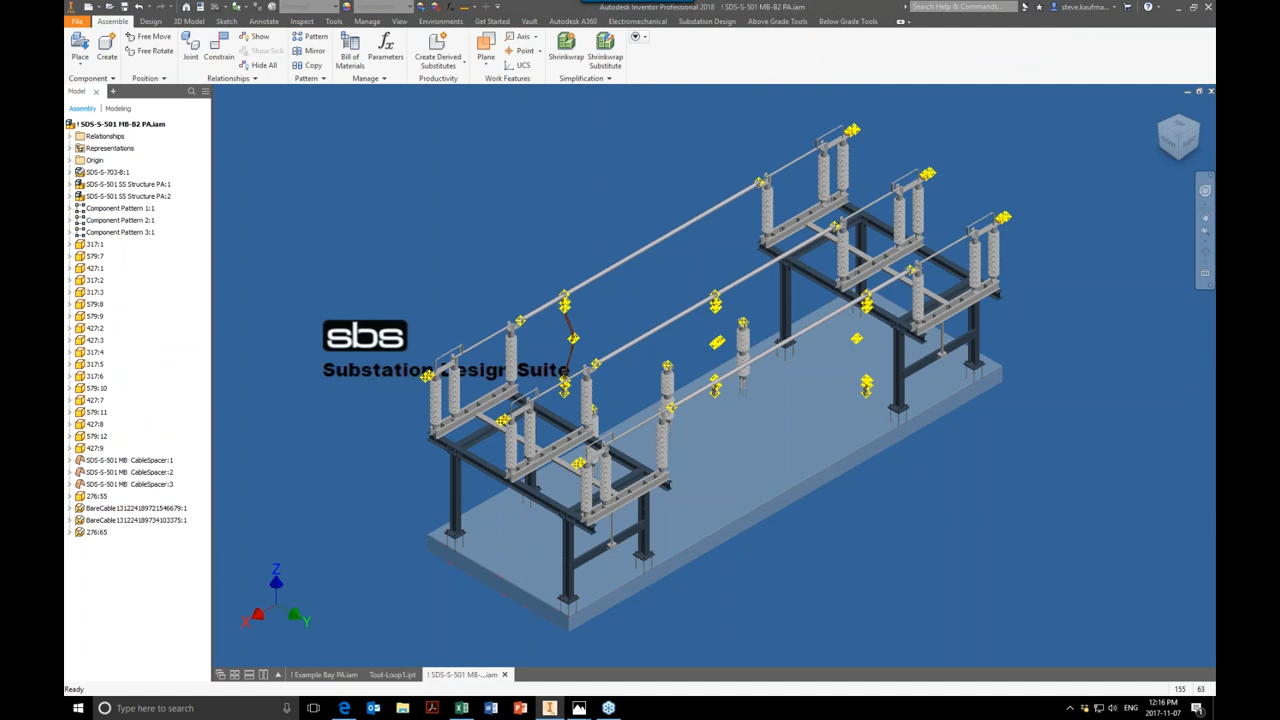 Autodesk Inventor Professional 2018  ! SDS-S-501 MB-B2 PA.iam
Search Help & Commands...
steve.kaufma...
File
Assemble
Design
3D Model
Sketch
Annotate
Inspect
Tools
Manage
View
Environments
Get Started
Vault
Autodesk A360
Electromechanical
Substation Design
Above Grade Tools
Below Grade Tools
Place
Create
Free Move
Free Rotate
Joint
Constrain
Show
Show Sick
Hide All
Pattern
Mirror
Copy
Bill of
Materials
Parameters
Create Derived
Substitutes
Plane
Axis
Point
UCS
Shrinkwrap
Shrinkwrap
Substitute
Component
Position
Relationships
Pattern
Manage
Productivity
Work Features
Simplification
Model
Assembly
Modeling
! SDS-S-501 MB-B2 PA.iam
Relationships
Representations
Origin
SDS-S-703-B:1
SDS-S-501 SS Structure PA:1
SDS-S-501 SS Structure PA:2
Component Pattern 1:1
Component Pattern 2:1
Component Pattern 3:1
317:1
579:7
427:1
317:2
317:3
579:8
579:9
427:2
427:3
317:4
317:5
317:6
579:10
427:7
579:11
427:8
579:12
427:9
SDS-S-501 MB CableSpacer:1
SDS-S-501 MB CableSpacer:2
SDS-S-501 MB CableSpacer:3
276:55
BareCable131224189721546679:1
BareCable131224189734103375:1
276:65
sbs
Substation Design Suite
FRONT
Z
X
Y
! Example Bay PA.iam
Tool-Loop1.ipt
! SDS-S-501 MB-...iam
Ready
155
63
Type here to search
ENG
12:16 PM
2017-11-07